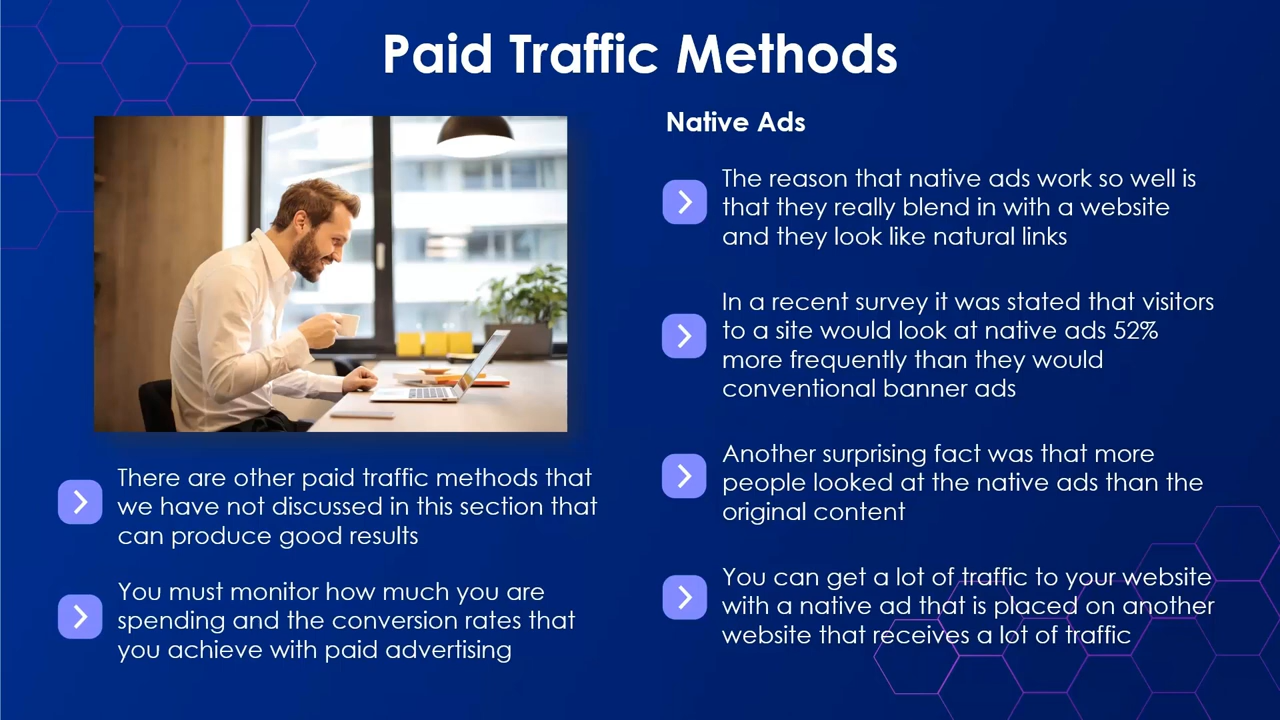 Paid Traffic Methods
There are other paid traffic methods that
we have not discussed in this section that
can produce good results
You must monitor how much you are
spending and the conversion rates that
you achieve with paid advertising
Native Ads
The reason that native ads work so well is
that they really blend in with a website
and they look like natural links
In a recent survey it was stated that visitors
to a site would look at native ads 52%
more frequently than they would
conventional banner ads
Another surprising fact was that more
people looked at the native ads than the
original content
You can get a lot of traffic to your website
with a native ad that is placed on another
website that receives a lot of traffic